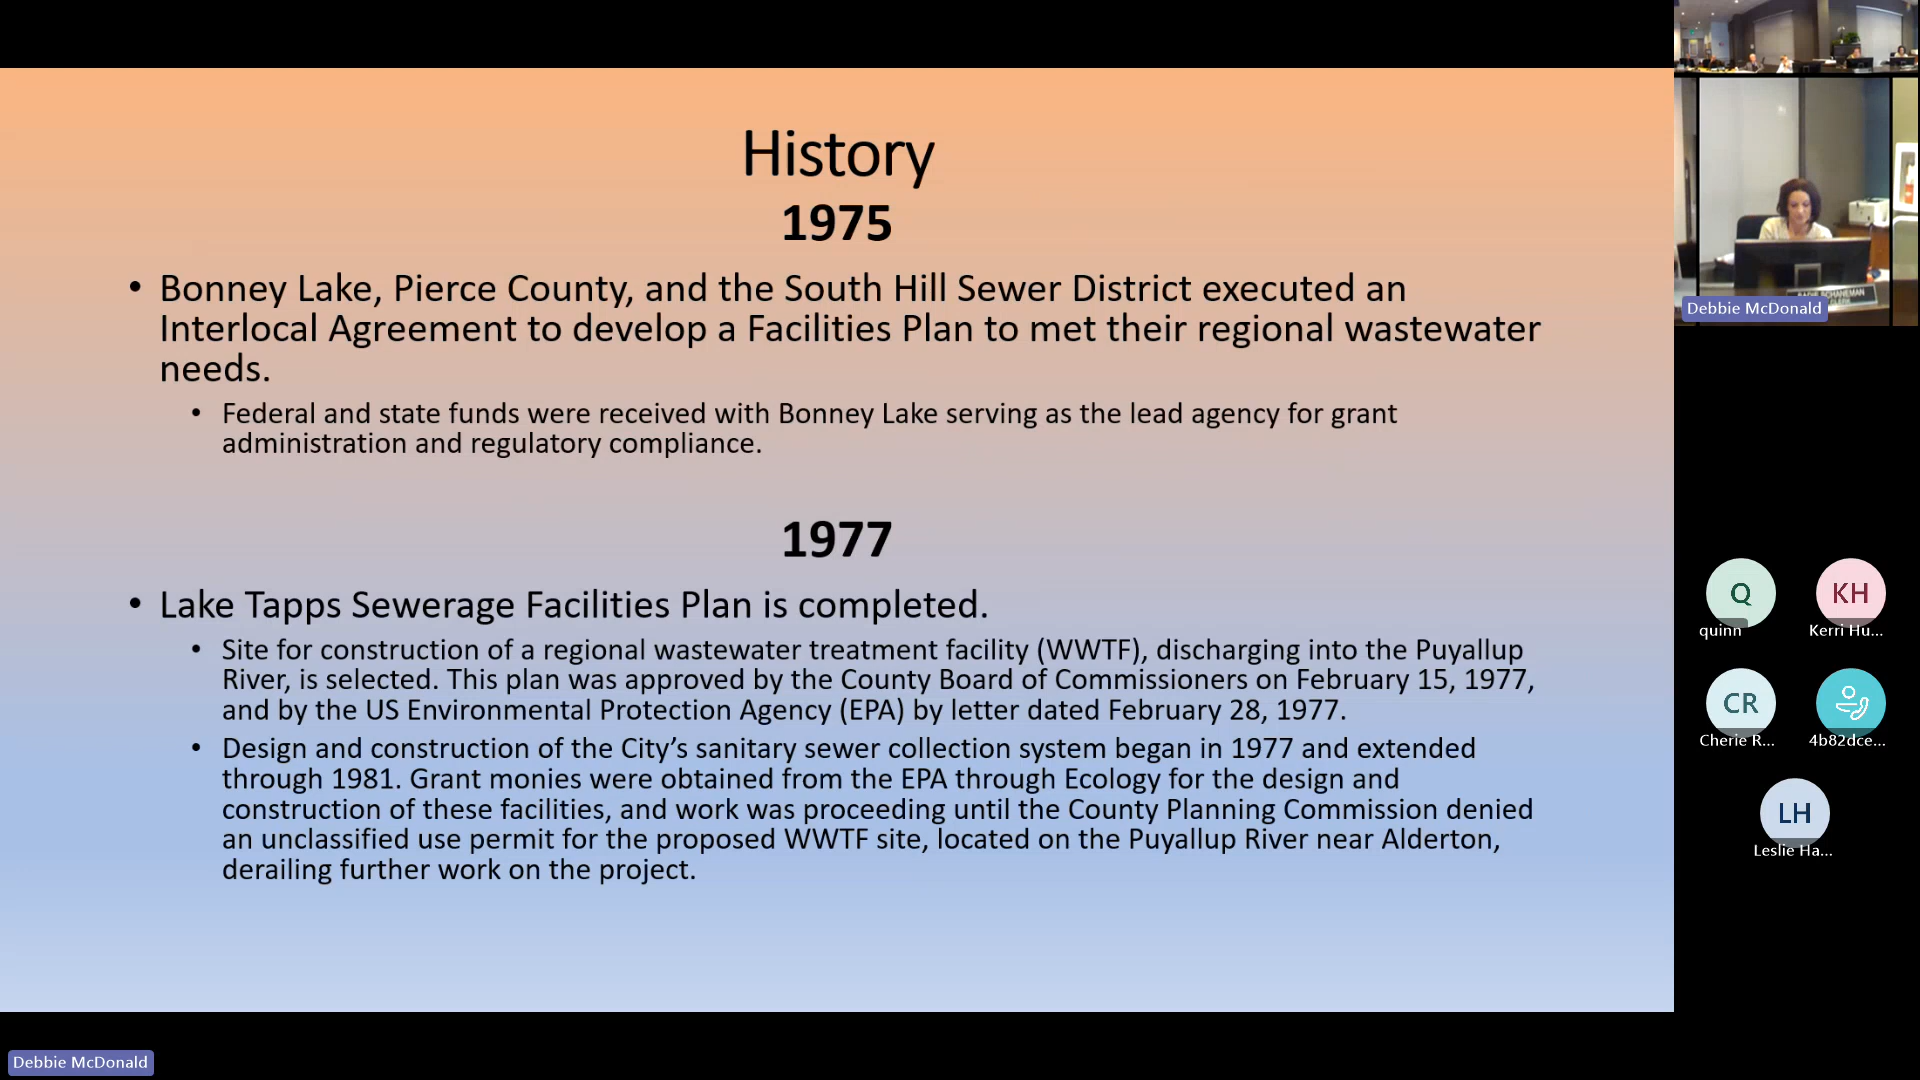 History
1975
• Bonney Lake, Pierce County, and the South Hill Sewer District executed an
Interlocal Agreement to develop a Facilities Plan to met their regional wastewater
needs.
• Federal and state funds were received with Bonney Lake serving as the lead agency for grant
administration and regulatory compliance.
1977
• Lake Tapps Sewerage Facilities Plan is completed.
• Site for construction of a regional wastewater treatment facility (WWTF), discharging into the Puyallup
River, is selected. This plan was approved by the County Board of Commissioners on February 15, 1977,
and by the US Environmental Protection Agency (EPA) by letter dated February 28, 1977.
• Design and construction of the City’s sanitary sewer collection system began in 1977 and extended
through 1981. Grant monies were obtained from the EPA through Ecology for the design and
construction of these facilities, and work was proceeding until the County Planning Commission denied
an unclassified use permit for the proposed WWTF site, located on the Puyallup River near Alderton,
derailing further work on the project.
Debbie McDonald
Debbie McDonald
Q
quinn
KH
Kerri Hu...
CR
Cherie R...
4b82dce...
LH
Leslie Ha...